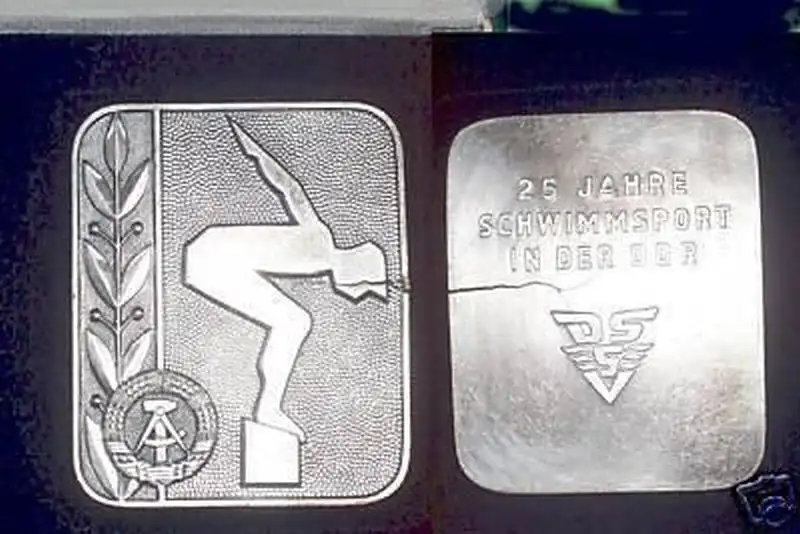 25 JAHRE
SCHWIMMSPORT
IN DER DDR
DSSV